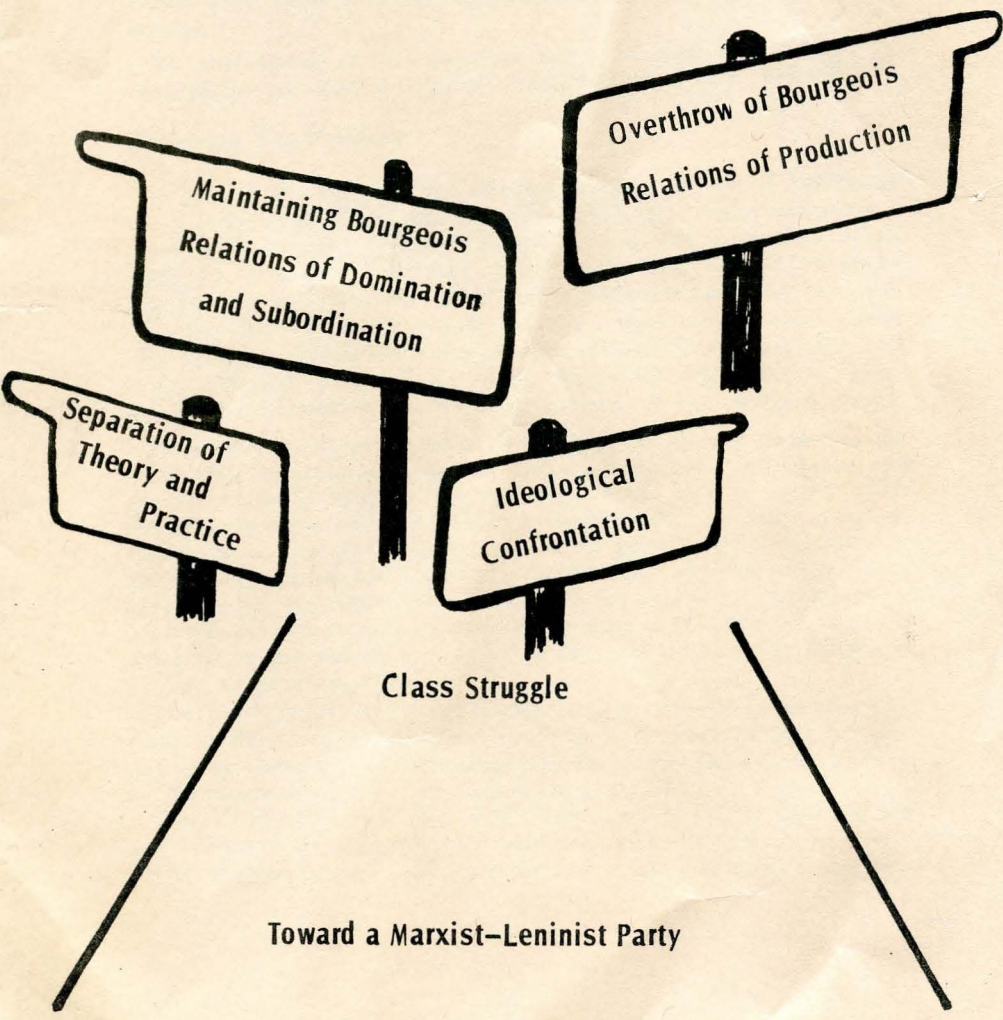 Overthrow of Bourgeois
Relations of Production
Maintaining Bourgeois
Relations of Domination
and Subordination
Separation of
Theory and
Practice
Ideological
Confrontation
Class Struggle
Toward a Marxist–Leninist Party